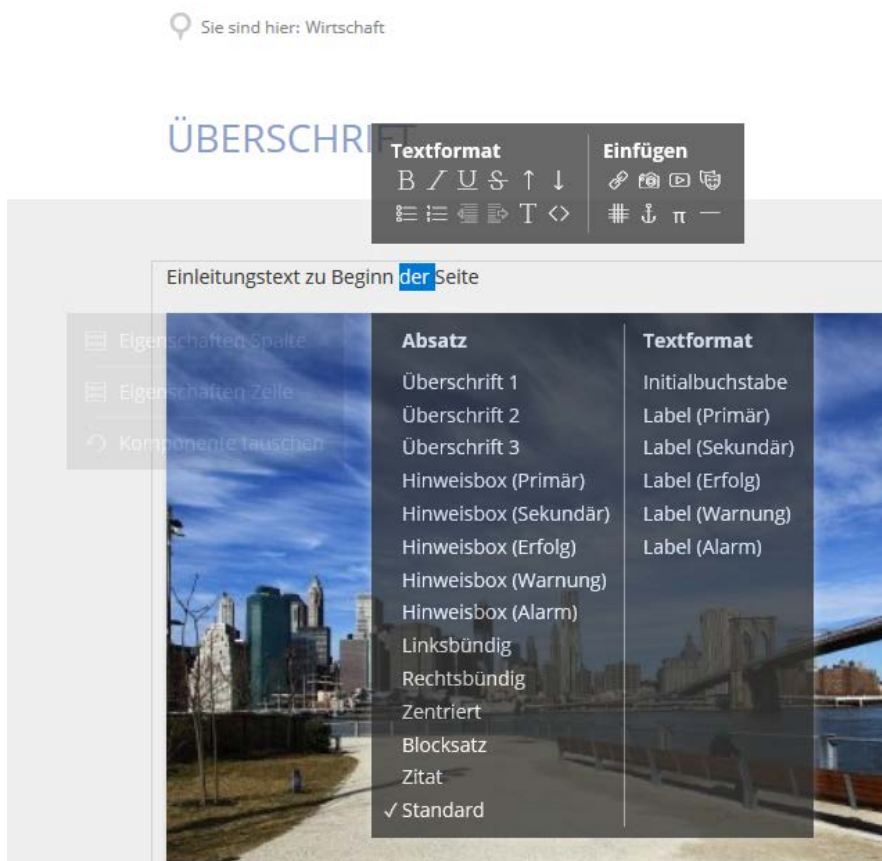 Sie sind hier: Wirtschaft
ÜBERSCHRIFT
Textformat
Einfügen
B I U S ↑ ↓
T <>
π —
Einleitungstext zu Beginn der Seite
Eigenschaften Spalte
Eigenschaften Zeile
Komponente tauschen
Absatz
Überschrift 1
Überschrift 2
Überschrift 3
Hinweisbox (Primär)
Hinweisbox (Sekundär)
Hinweisbox (Erfolg)
Hinweisbox (Warnung)
Hinweisbox (Alarm)
Linksbündig
Rechtsbündig
Zentriert
Blocksatz
Zitat
✓ Standard
Textformat
Initialbuchstabe
Label (Primär)
Label (Sekundär)
Label (Erfolg)
Label (Warnung)
Label (Alarm)